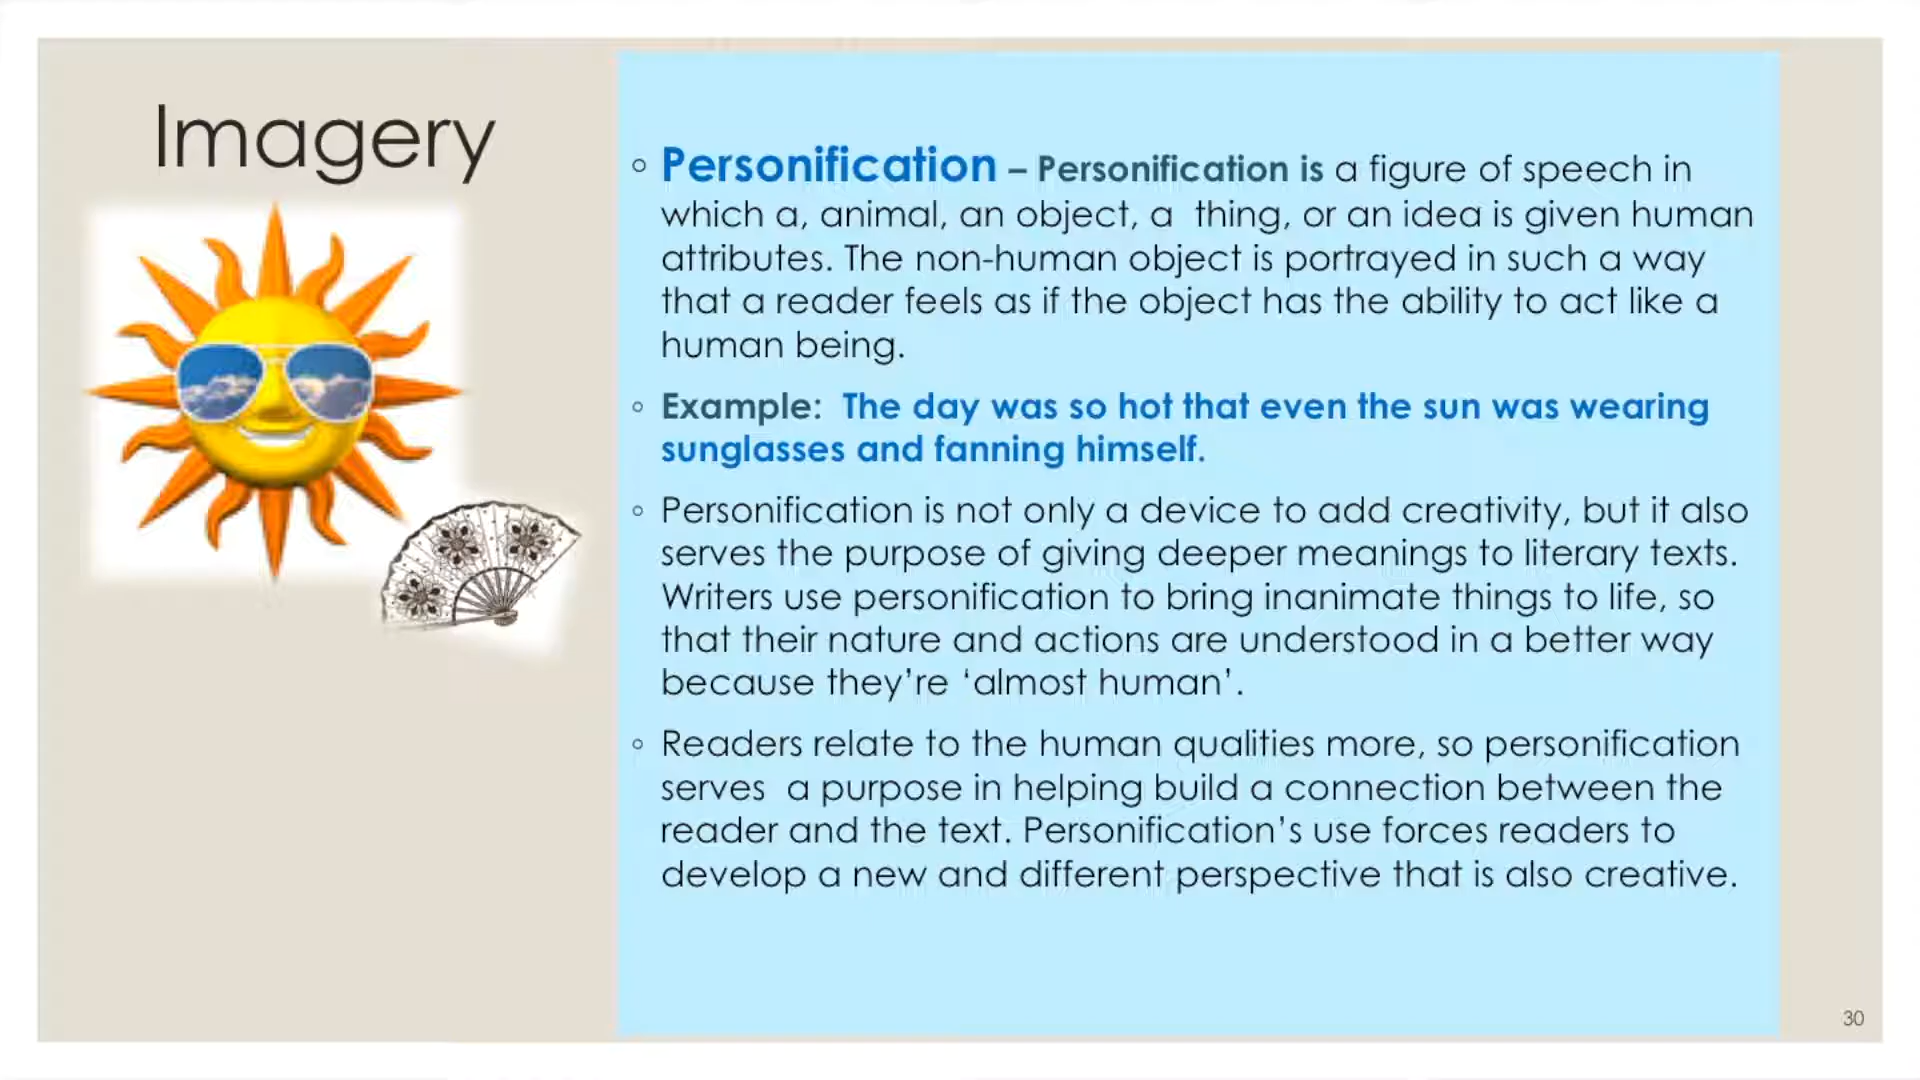 Imagery
◦ Personification – Personification is a figure of speech in
which a, animal, an object, a  thing, or an idea is given human
attributes. The non-human object is portrayed in such a way
that a reader feels as if the object has the ability to act like a
human being.
◦ Example:  The day was so hot that even the sun was wearing
sunglasses and fanning himself.
◦ Personification is not only a device to add creativity, but it also
serves the purpose of giving deeper meanings to literary texts.
Writers use personification to bring inanimate things to life, so
that their nature and actions are understood in a better way
because they’re ‘almost human’.
◦ Readers relate to the human qualities more, so personification
serves  a purpose in helping build a connection between the
reader and the text. Personification’s use forces readers to
develop a new and different perspective that is also creative.
30